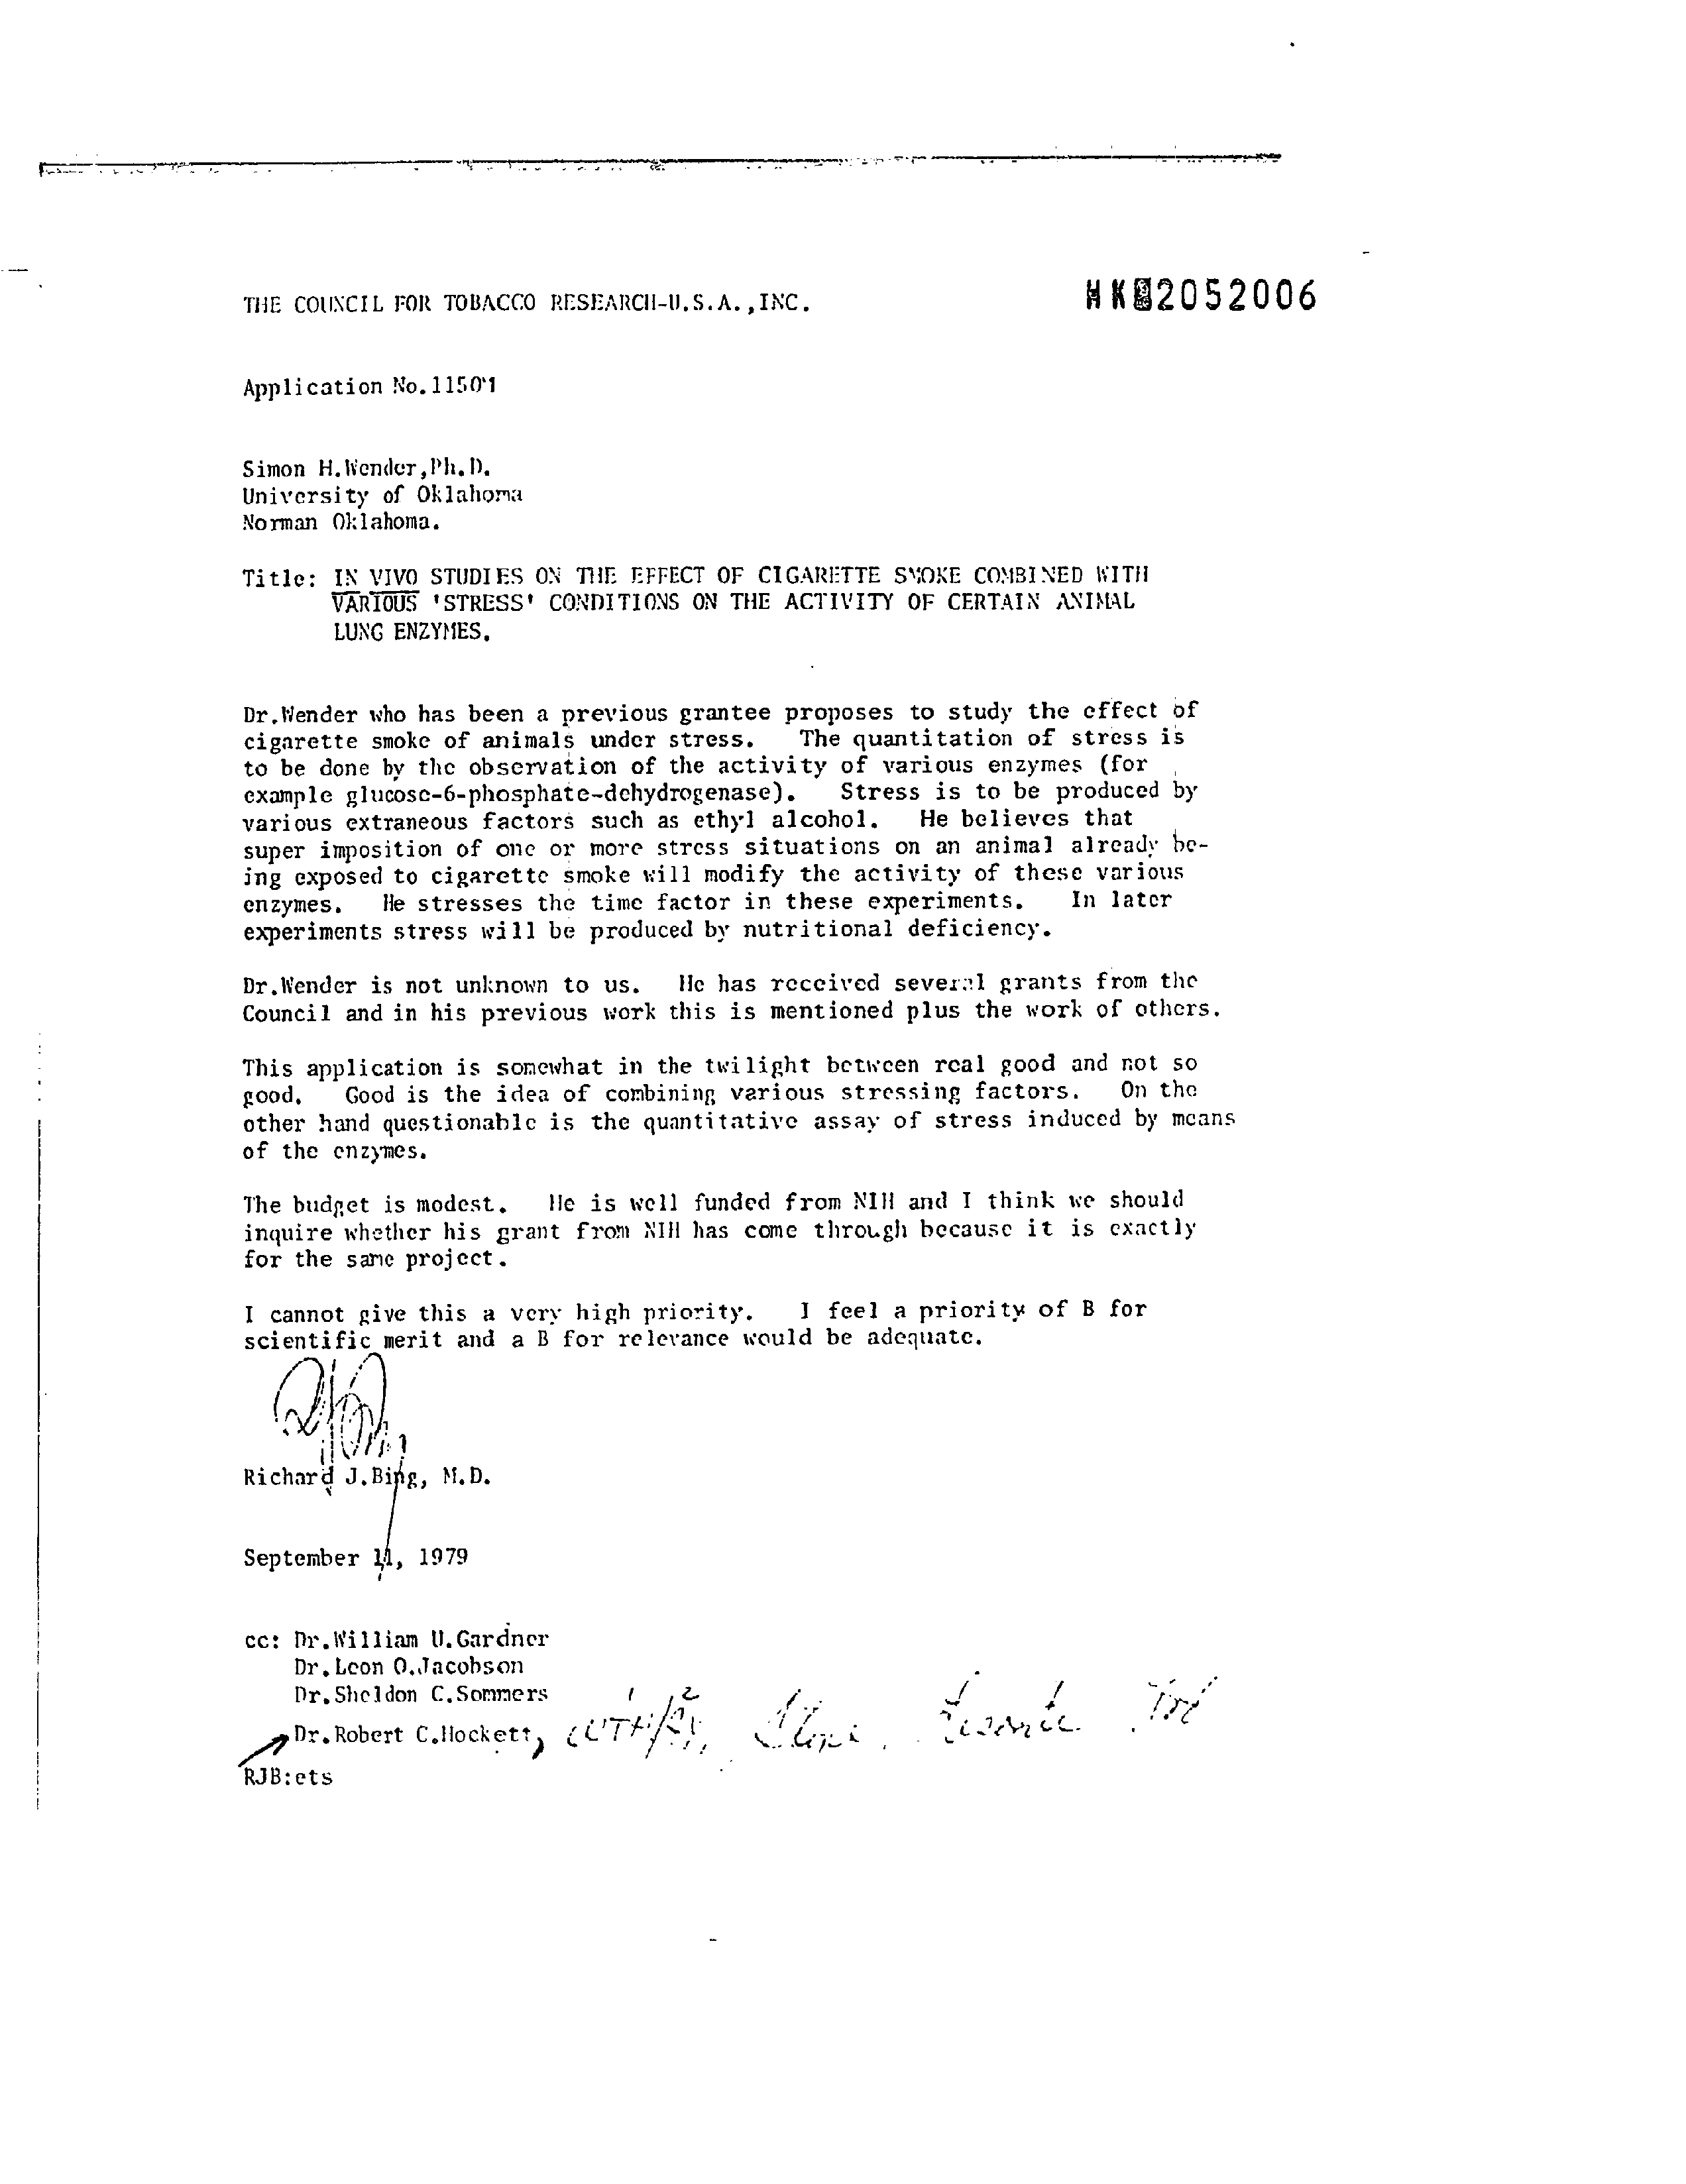 THE COUNCIL FOR TOBACCO RESEARCH-U.S.A.,INC.
2052006
Application No.11501
Simon H.Wender,Ph.D.
University of Oklahoma
Norman Oklahoma.
Title: IN VIVO STUDIES ON THE EFFECT OF CIGARETTE SMOKE COMBINED WITH
VARIOUS 'STRESS' CONDITIONS ON THE ACTIVITY OF CERTAIN ANIMAL
LUNG ENZYMES.
Dr.Wender who has been a previous grantee proposes to study the effect of
cigarette smoke of animals under stress. The quantitation of stress is
to be done by the observation of the activity of various enzymes (for
example glucose-6-phosphate-dehydrogenase). Stress is to be produced by
various extraneous factors such as ethyl alcohol. He believes that
super imposition of one or more stress situations on an animal already be-
ing exposed to cigarette smoke will modify the activity of these various
enzymes. He stresses the time factor in these experiments. In later
experiments stress will be produced by nutritional deficiency.
Dr.Wender is not unknown to us. He has received several grants from the
Council and in his previous work this is mentioned plus the work of others.
This application is somewhat in the twilight between real good and not so
good. Good is the idea of combining various stressing factors. On the
other hand questionable is the quantitative assay of stress induced by means
of the enzymes.
The budget is modest. He is well funded from NIH and I think we should
inquire whether his grant from NIH has come through because it is exactly
for the same project.
I cannot give this a very high priority. I feel a priority of B for
scientific merit and a B for relevance would be adequate.
Richard J.Bing, M.D.
September 11, 1979
cc: Dr.William U.Gardner
Dr.Leon O.Jacobson
Dr.Sheldon C.Sommers
Dr.Robert C.Hockett,
RJB:ets